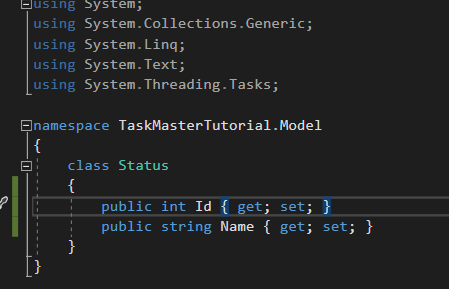 using System;
using System.Collections.Generic;
using System.Linq;
using System.Text;
using System.Threading.Tasks;
namespace TaskMasterTutorial.Model
{
class Status
{
public int Id { get; set; }
public string Name { get; set; }
}
}